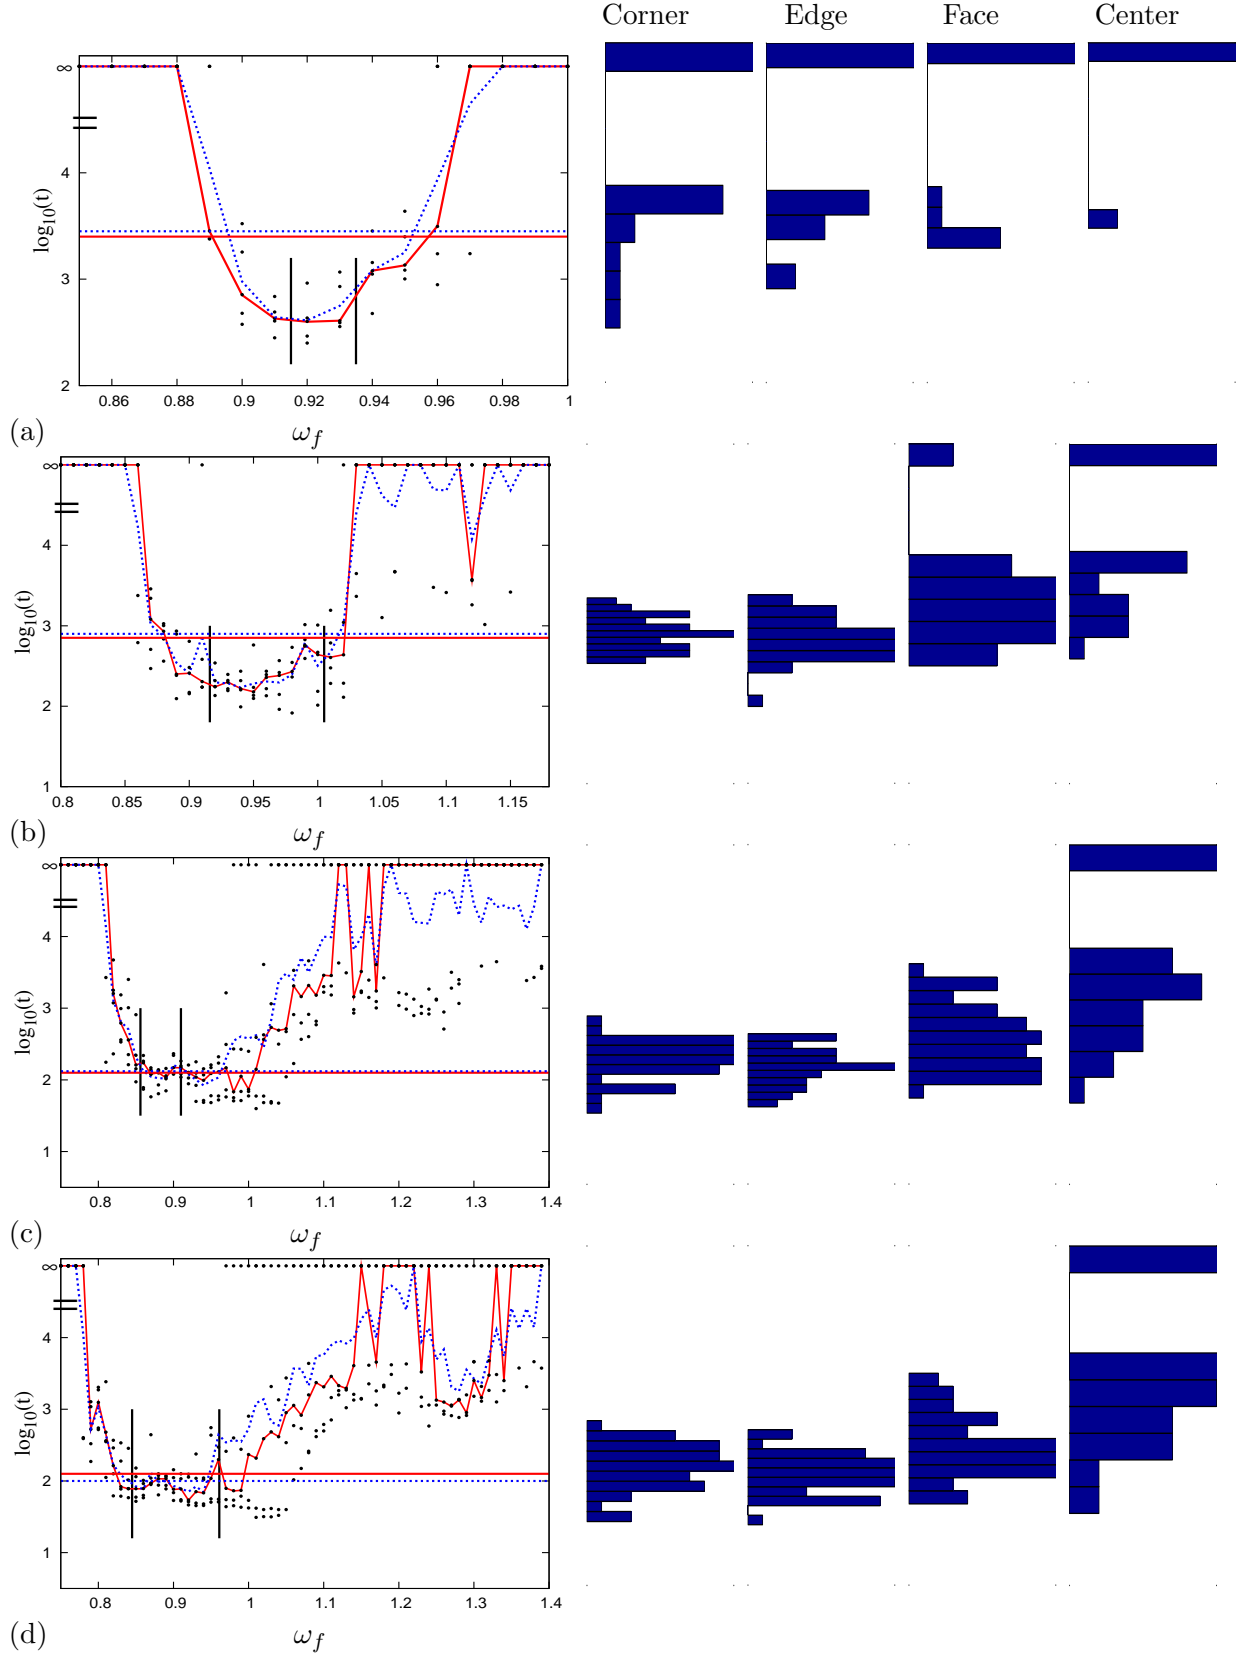 Corner Edge Face Center
∞
4
3
2
log10(t)
0.86 0.88 0.9 0.92 0.94 0.96 0.98 1
(a) ωf
∞
4
3
2
1
log10(t)
0.8 0.85 0.9 0.95 1 1.05 1.1 1.15
(b) ωf
∞
4
3
2
1
log10(t)
0.8 0.9 1 1.1 1.2 1.3 1.4
(c) ωf
∞
4
3
2
1
log10(t)
0.8 0.9 1 1.1 1.2 1.3 1.4
(d) ωf